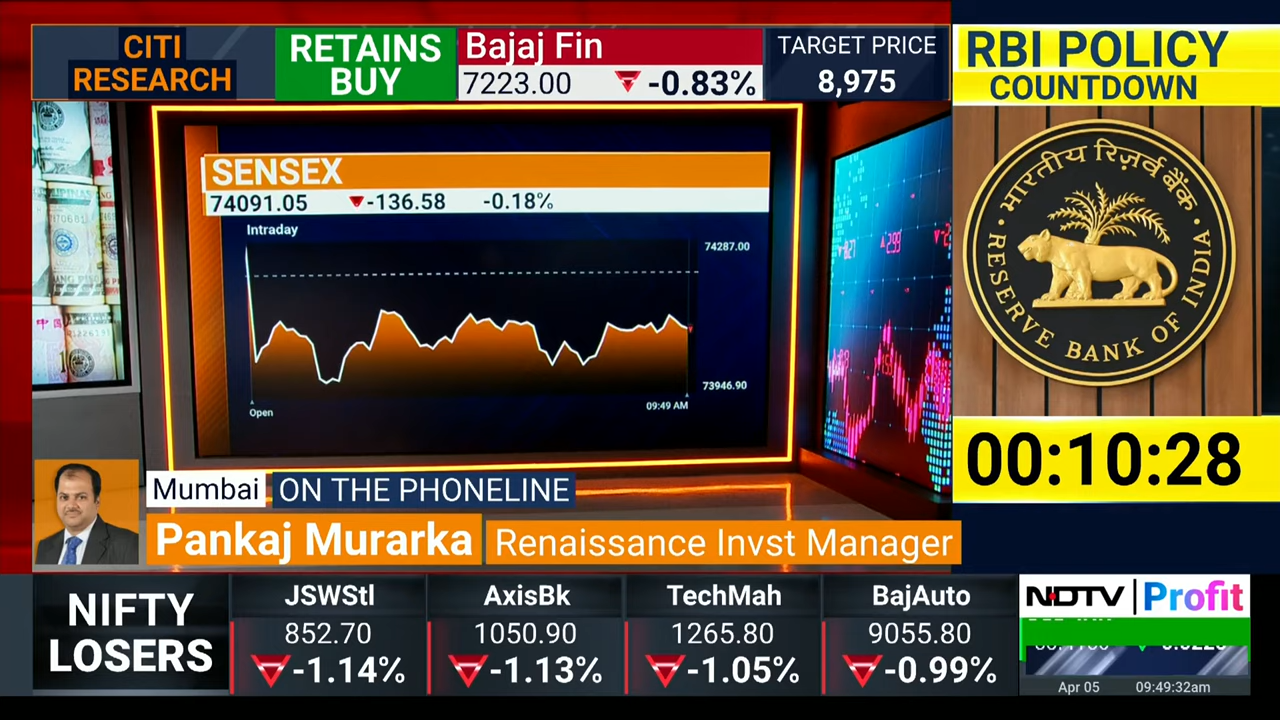 CITI
RESEARCH
RETAINS
BUY
Bajaj Fin
7223.00 -0.83%
TARGET PRICE
8,975
RBI POLICY
COUNTDOWN
SENSEX
74091.05 -136.58 -0.18%
Intraday
74287.00
73946.90
Open
09:49 AM
भारतीय रिज़र्व बैंक
RESERVE BANK OF INDIA
00:10:28
Mumbai ON THE PHONELINE
Pankaj Murarka Renaissance Invst Manager
NIFTY
LOSERS
JSWStl
852.70
-1.14%
AxisBk
1050.90
-1.13%
TechMah
1265.80
-1.05%
BajAuto
9055.80
-0.99%
NDTV Profit
Apr 05 09:49:32am